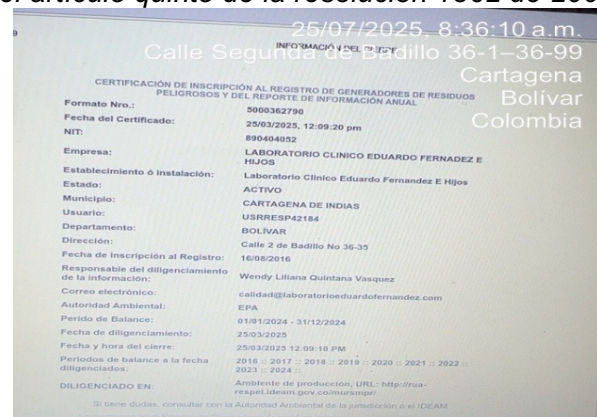 el artículo quinto de la resolución 1362 de 200
25/07/2025, 8:36:10 a.m.
INFORMACIÓN DEL
Calle Segunda de Badillo 36-1–36-99
Cartagena
Bolívar
Colombia
CERTIFICACIÓN DE INSCRIPCIÓN AL REGISTRO DE GENERADORES DE RESIDUOS
PELIGROSOS Y DEL REPORTE DE INFORMACIÓN ANUAL
Formato Nro.: 5000362790
Fecha del Certificado: 25/03/2025, 12:09:20 pm
NIT: 890404052
Empresa: LABORATORIO CLINICO EDUARDO FERNADEZ E
HIJOS
Establecimiento ó instalación: Laboratorio Clinico Eduardo Fernandez E Hijos
Estado: ACTIVO
Municipio: CARTAGENA DE INDIAS
Usuario: USRRESP42184
Departamento: BOLÍVAR
Dirección: Calle 2 de Badillo No 36-35
Fecha de Inscripción al Registro: 16/08/2016
Responsable del diligenciamiento
de la información: Wendy Liliana Quintana Vasquez
Correo electrónico: calidad@laboratorioeduardofernandez.com
Autoridad Ambiental: EPA
Perido de Balance: 01/01/2024 - 31/12/2024
Fecha de diligenciamiento: 25/03/2025
Fecha y hora del cierre: 25/03/2025 12:09:18 PM
Periodos de balance a la fecha
diligenciados: 2016 :: 2017 :: 2018 :: 2019 :: 2020 :: 2021 :: 2022 ::
2023 :: 2024 ::
DILIGENCIADO EN: Ambiente de producción, URL: http://rua-
respel.ideam.gov.co/mursmpr/
Si tiene dudas, consultar con la Autoridad Ambiental de la jurisdicción ó el IDEAM